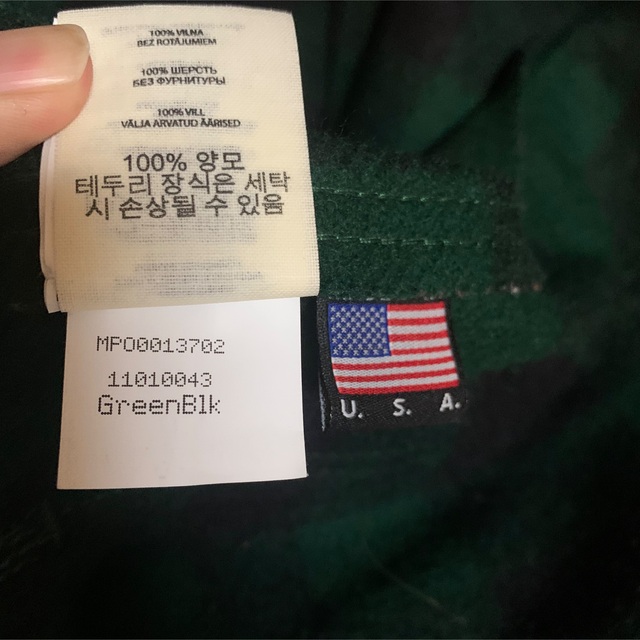 100% VILNA
BEZ ROTĀJUMIEM
100% ШЕРСТЬ
БЕЗ ФУРНИТУРЫ
100% VILL
VÄLJA ARVATUD ÄÄRISED
100% 양모
테두리 장식은 세탁
시 손상될 수 있음
MPO0013702
11010043
GreenBlk
U. S. A.